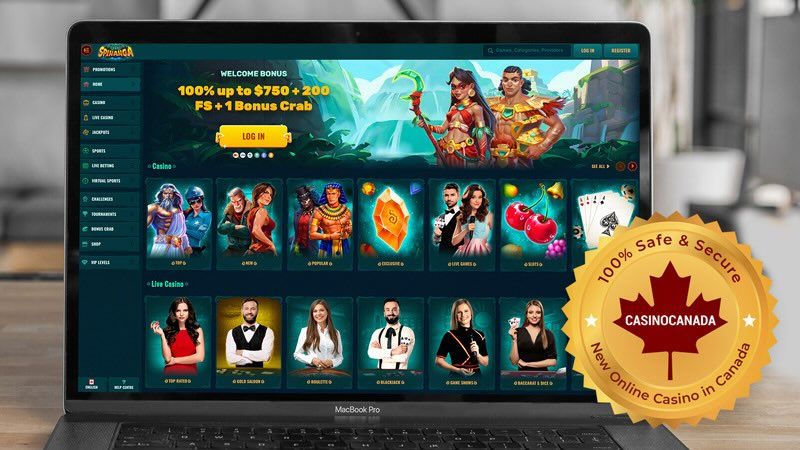 SPINANGA
Games, Categories, Providers
LOG IN
REGISTER
PROMOTIONS
HOME
CASINO
LIVE CASINO
JACKPOTS
SPORTS
LIVE BETTING
VIRTUAL SPORTS
CHALLENGES
TOURNAMENTS
BONUS CRAB
SHOP
VIP LEVELS
ENGLISH
HELP CENTRE
WELCOME BONUS
100% up to $750 + 200
FS + 1 Bonus Crab
LOG IN
Casino
SEE ALL
TOP
NEW
POPULAR
EXCLUSIVE
LIVE GAMES
SLOTS
Live Casino
TOP RATED
GOLD SALOON
ROULETTE
BLACKJACK
GAME SHOWS
BACCARAT & DICE
MacBook Pro
100% Safe & Secure
CASINOCANADA
New Online Casino in Canada